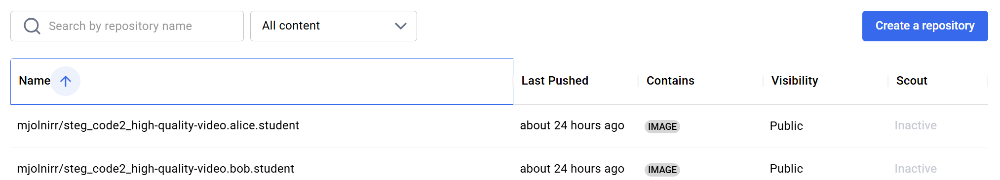 Search by repository name All content Create a repository
Name Last Pushed Contains Visibility Scout
mjolnirr/steg_code2_high-quality-video.alice.student about 24 hours ago IMAGE Public Inactive
mjolnirr/steg_code2_high-quality-video.bob.student about 24 hours ago IMAGE Public Inactive